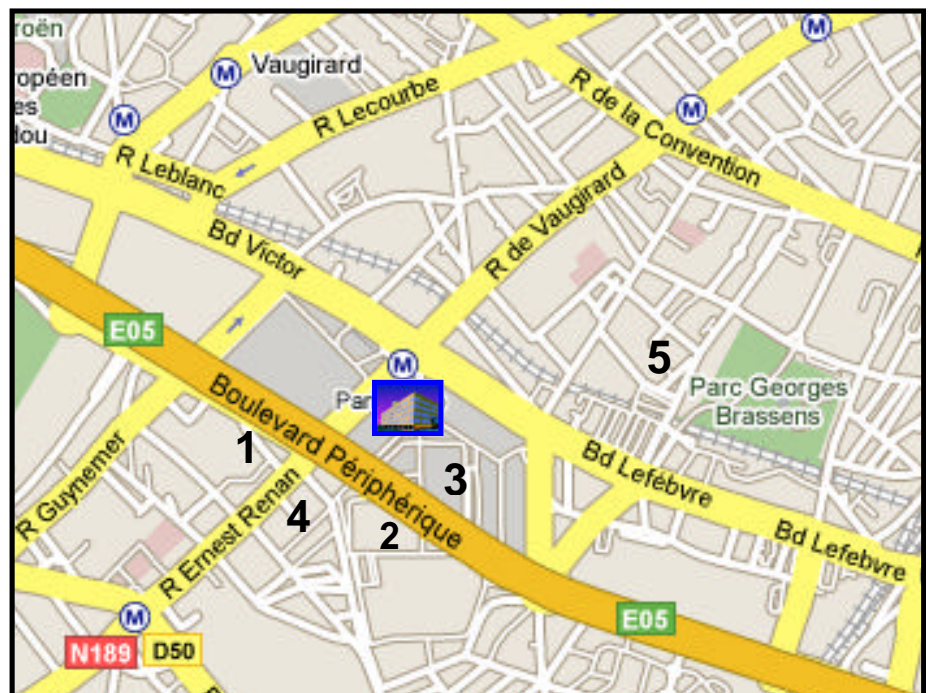 roën
ropéen
es
dou
M
M
M
M
M
M
Vaugirard
R Lecourbe
R de la Convention
R Leblanc
R de Vaugirard
Bd Victor
E05
5
Parc Georges
Brassens
Par
Boulevard Périphérique
1
3
Bd Lefebvre
R Guynemer
4
2
Bd Lefebvre
R Ernest Renan
E05
N189
D50